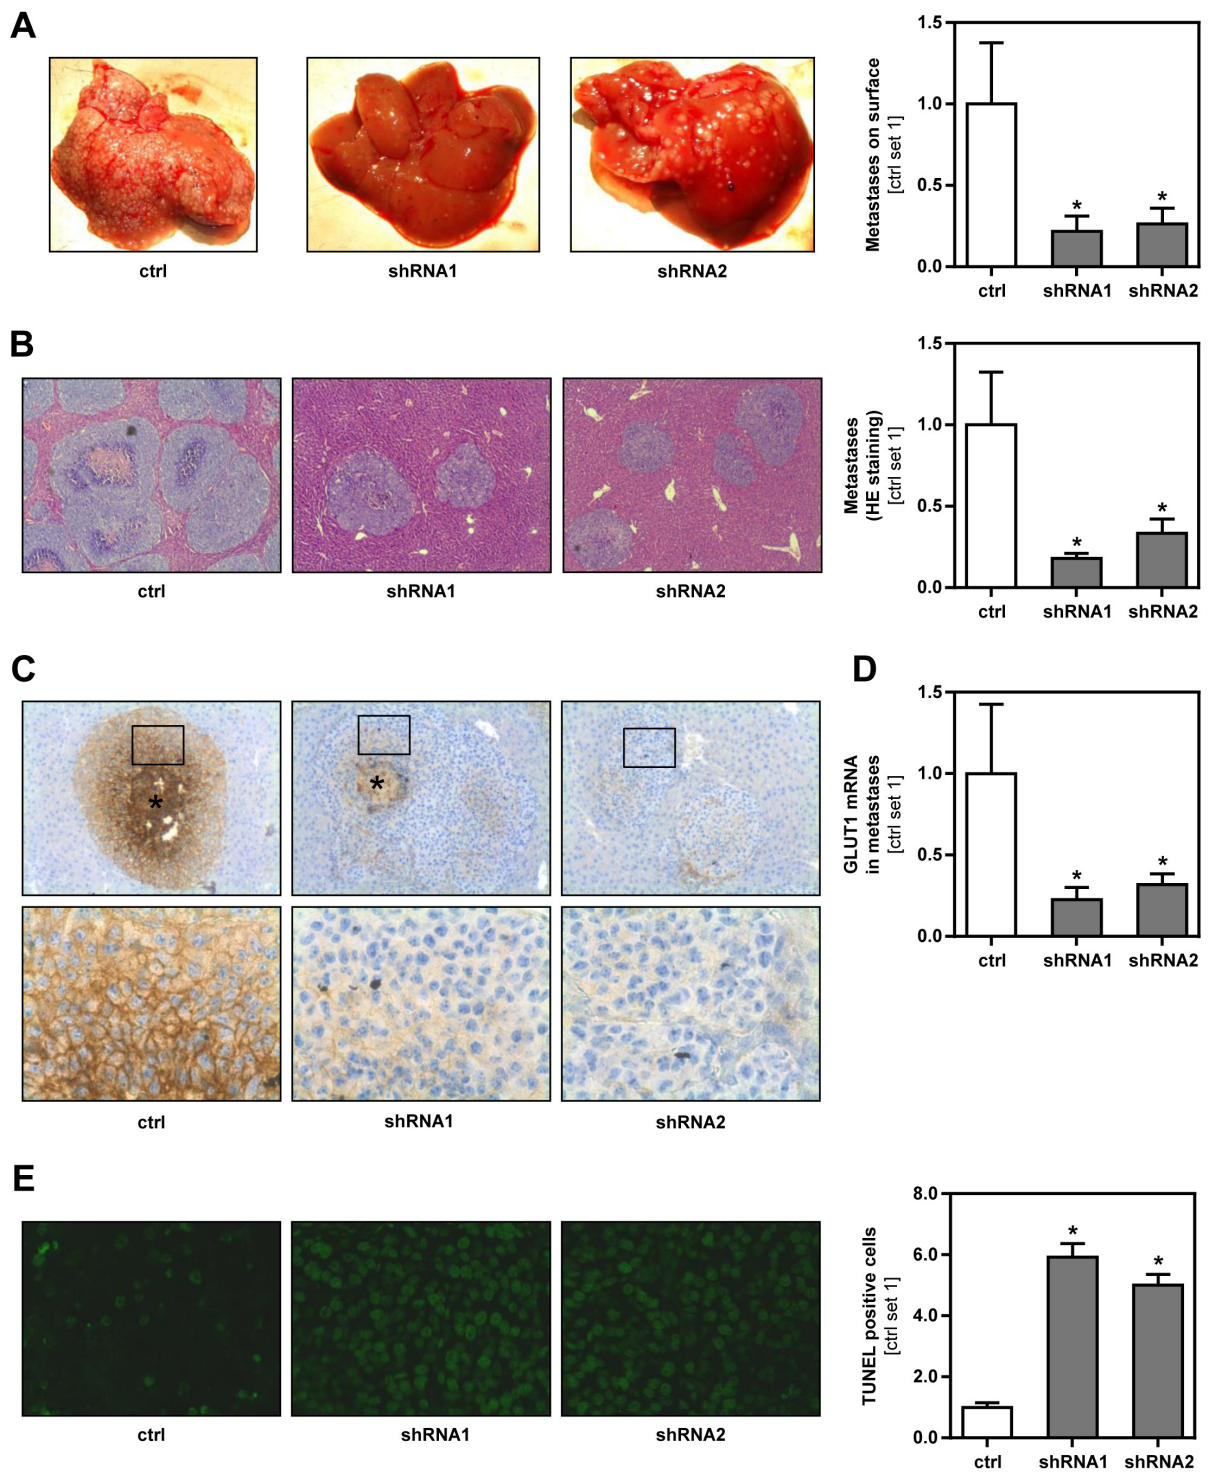 A
ctrl
shRNA1
shRNA2
Metastases on surface
[ctrl set 1]
1.5
1.0
0.5
0.0
*
*
ctrl
shRNA1
shRNA2
B
ctrl
shRNA1
shRNA2
Metastases
(HE staining)
[ctrl set 1]
1.5
1.0
0.5
0.0
*
*
ctrl
shRNA1
shRNA2
C
*
*
ctrl
shRNA1
shRNA2
D
GLUT1 mRNA
in metastases
[ctrl set 1]
1.5
1.0
0.5
0.0
*
*
ctrl
shRNA1
shRNA2
E
ctrl
shRNA1
shRNA2
TUNEL positive cells
[ctrl set 1]
8.0
6.0
4.0
2.0
0.0
*
*
ctrl
shRNA1
shRNA2